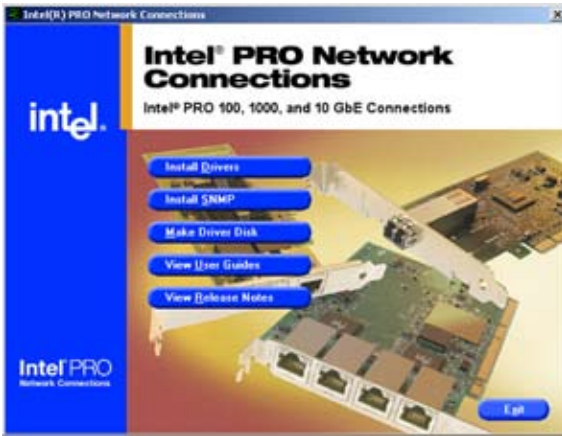 Intel(R) PRO Network Connections
Intel® PRO Network
Connections
Intel® PRO 100, 1000, and 10 GbE Connections
intel.
Install Drivers
Install SNMP
Make Driver Disk
View User Guides
View Release Notes
Intel®PRO
Network Connections
Exit